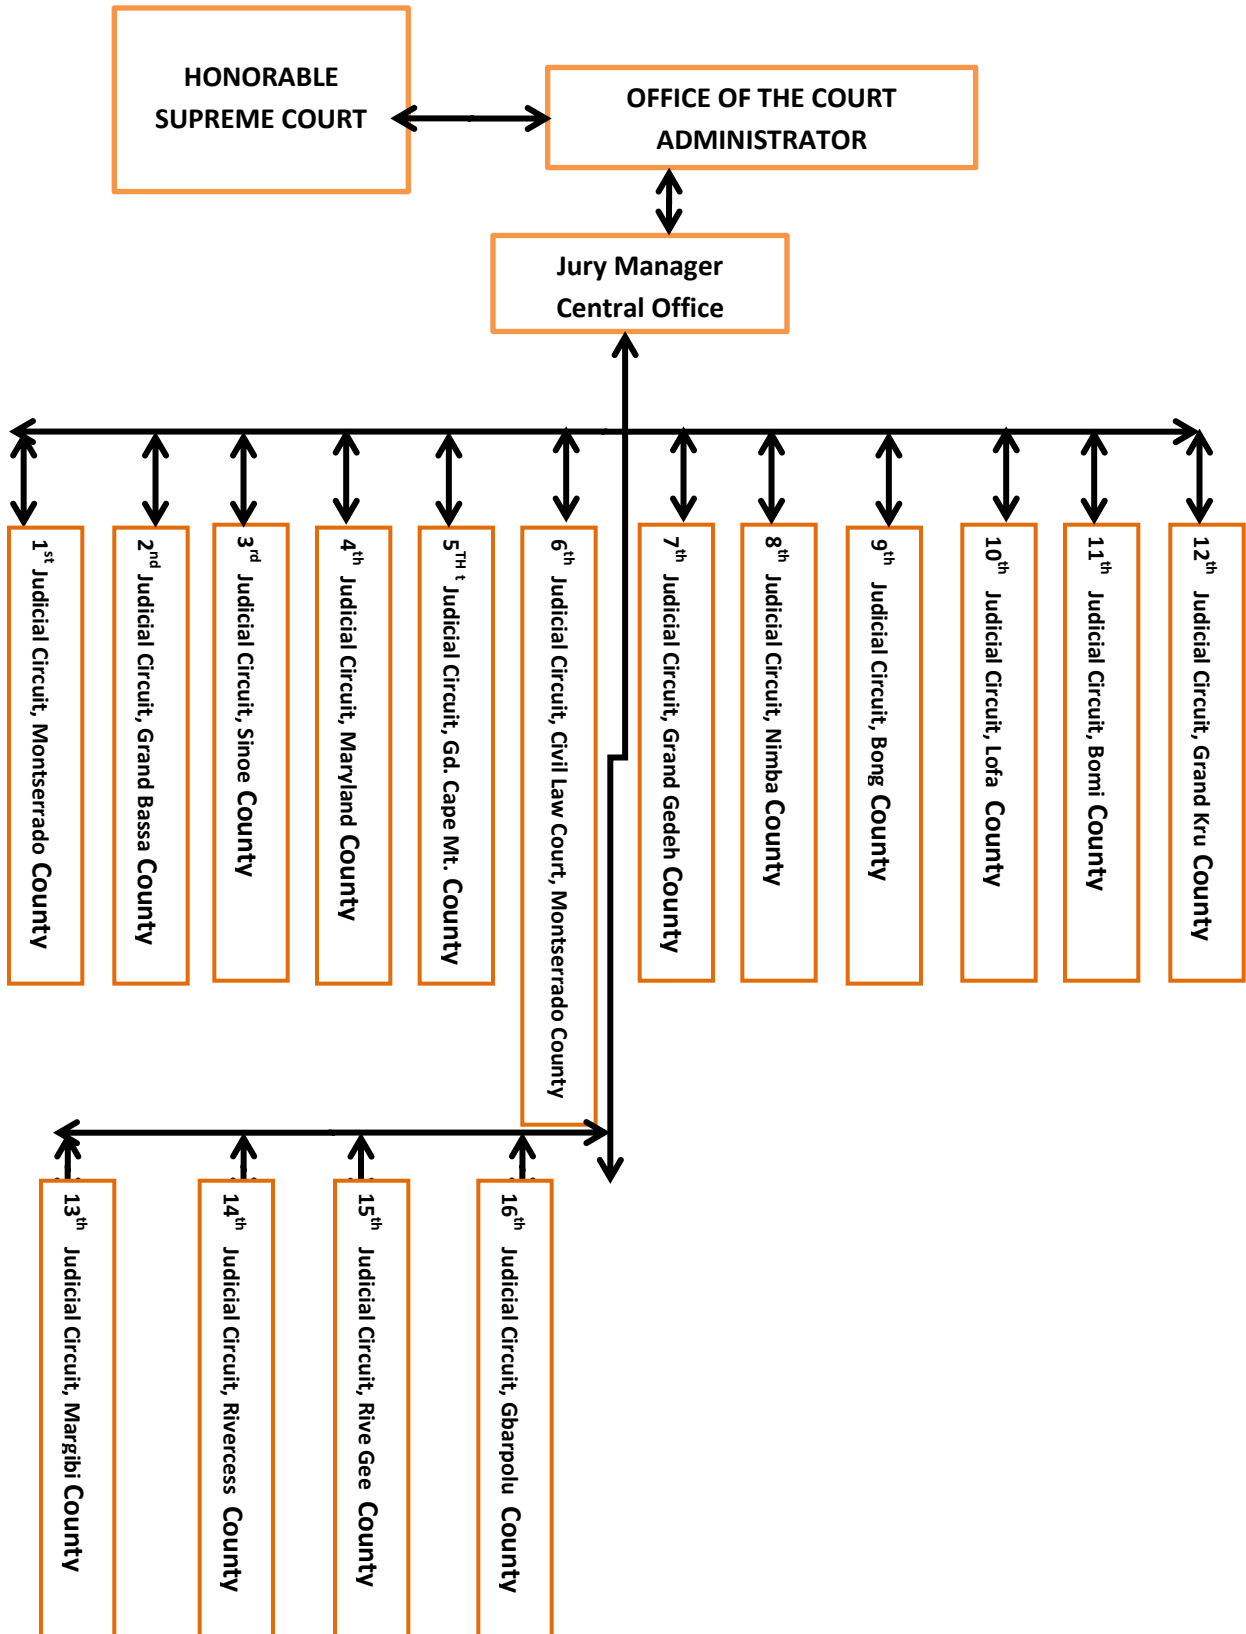 HONORABLE
SUPREME COURT
OFFICE OF THE COURT
ADMINISTRATOR
Jury Manager
Central Office
1st Judicial Circuit, Montserrado County
2nd Judicial Circuit, Grand Bassa County
3rd Judicial Circuit, Sinoe County
4th Judicial Circuit, Maryland County
5TH t Judicial Circuit, Gd. Cape Mt. County
6th Judicial Circuit, Civil Law Court, Montserrado County
7th Judicial Circuit, Grand Gedeh County
8th Judicial Circuit, Nimba County
9th Judicial Circuit, Bong County
10th Judicial Circuit, Lofa County
11th Judicial Circuit, Bomi County
12th Judicial Circuit, Grand Kru County
13th Judicial Circuit, Margibi County
14th Judicial Circuit, Rivercess County
15th Judicial Circuit, Rive Gee County
16th Judicial Circuit, Gbarpolu County